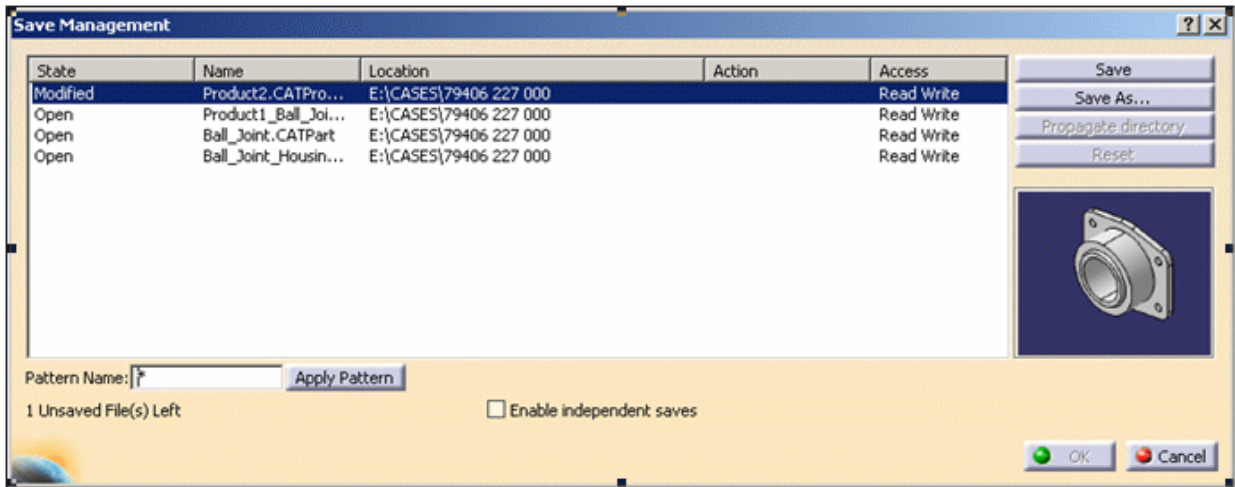 Save Management
State Name Location Action Access
Modified Product2.CATPro... E:\CASES\79406 227 000 Read Write
Open Product1_Ball_Joi... E:\CASES\79406 227 000 Read Write
Open Ball_Joint.CATPart E:\CASES\79406 227 000 Read Write
Open Ball_Joint_Housin... E:\CASES\79406 227 000 Read Write
Save
Save As...
Propagate directory
Reset
Pattern Name: * Apply Pattern
1 Unsaved File(s) Left Enable independent saves
OK Cancel